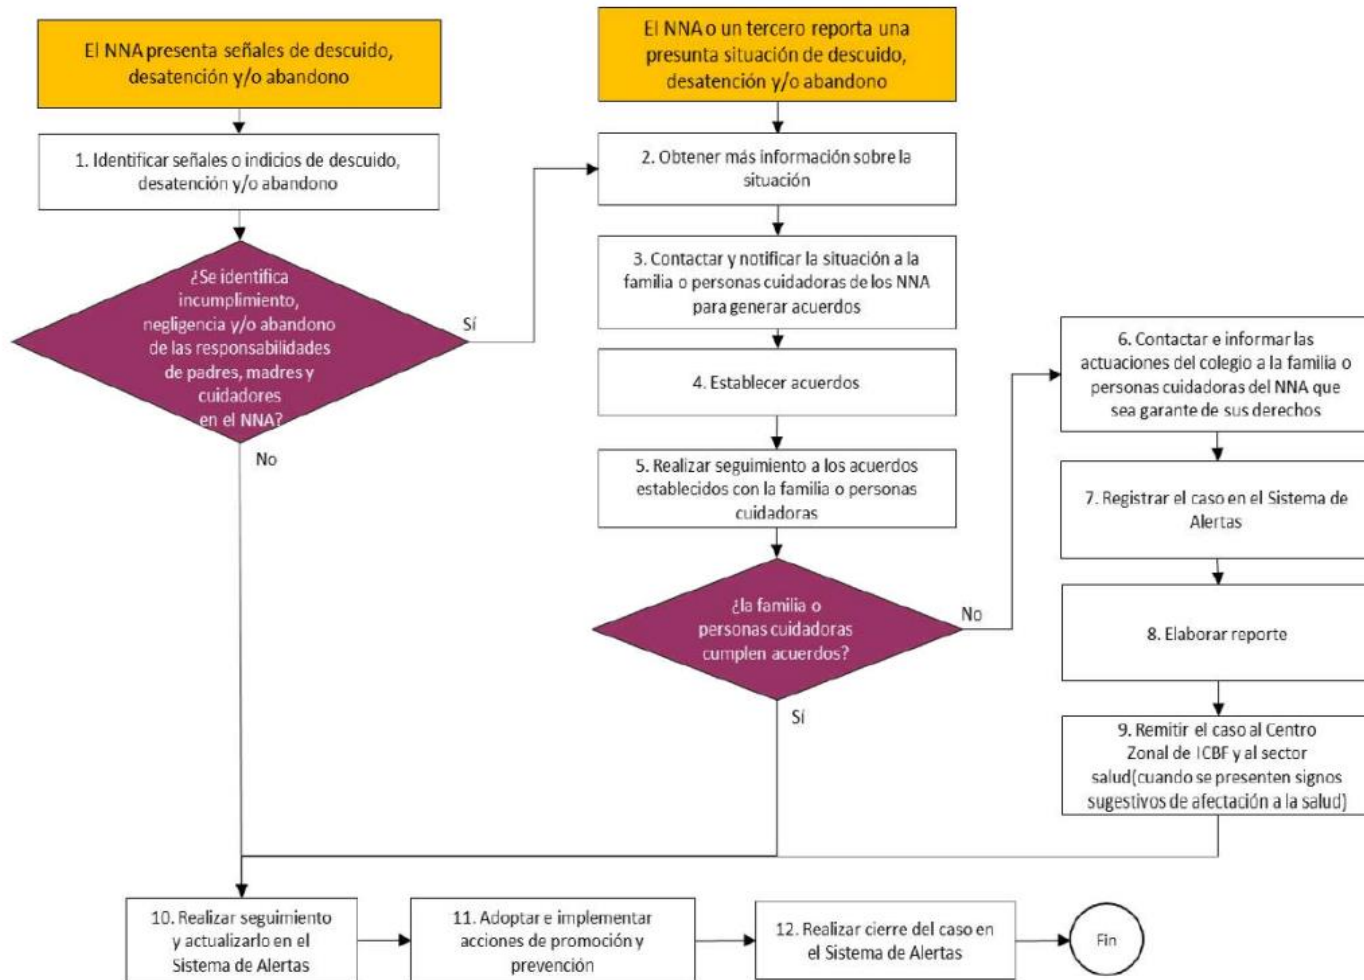 El NNA presenta señales de descuido,
desatención y/o abandono
1. Identificar señales o indicios de descuido,
desatención y/o abandono
¿Se identifica
incumplimiento,
negligencia y/o abandono
de las responsabilidades
de padres, madres y
cuidadores
en el NNA?
Sí
No
El NNA o un tercero reporta una
presunta situación de descuido,
desatención y/o abandono
2. Obtener más información sobre la
situación
3. Contactar y notificar la situación a la
familia o personas cuidadoras de los NNA
para generar acuerdos
4. Establecer acuerdos
5. Realizar seguimiento a los acuerdos
establecidos con la familia o personas
cuidadoras
¿la familia o
personas cuidadoras
cumplen acuerdos?
No
Sí
6. Contactar e informar las
actuaciones del colegio a la familia o
personas cuidadoras del NNA que
sea garante de sus derechos
7. Registrar el caso en el Sistema de
Alertas
8. Elaborar reporte
9. Remitir el caso al Centro
Zonal de ICBF y al sector
salud(cuando se presenten signos
sugestivos de afectación a la salud)
10. Realizar seguimiento
y actualizarlo en el
Sistema de Alertas
11. Adoptar e implementar
acciones de promoción y
prevención
12. Realizar cierre del caso en
el Sistema de Alertas
Fin